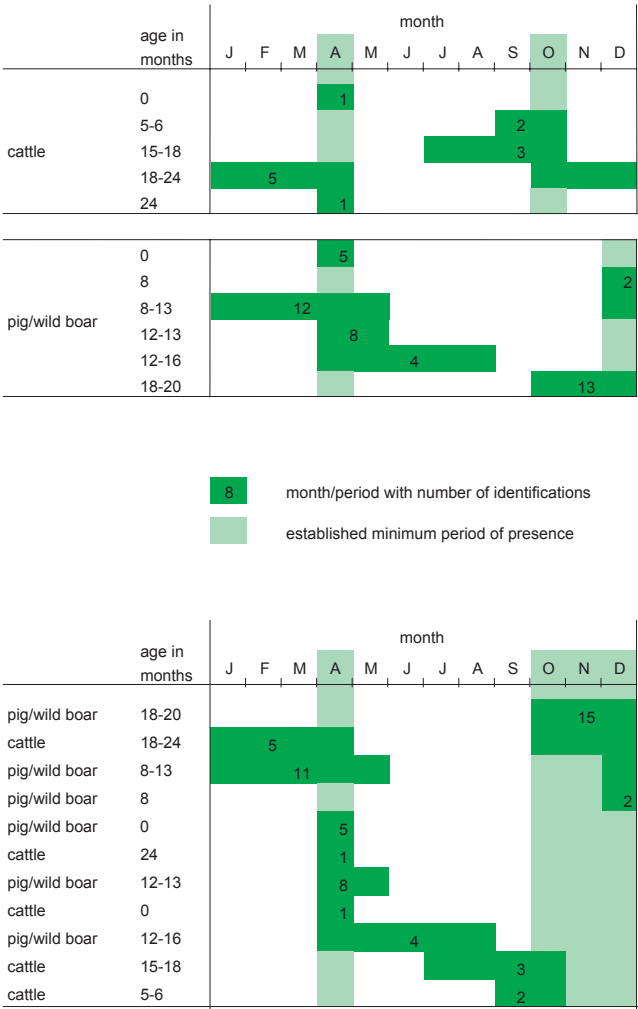 month
age in
months J F M A M J J A S O N D
0 1
5-6 2
cattle 15-18 3
18-24 5
24 1
0 5
8 2
8-13 12
pig/wild boar
12-13 8
12-16 4
18-20 13
8 month/period with number of identifications
established minimum period of presence
month
age in
months J F M A M J J A S O N D
pig/wild boar 18-20 15
cattle 18-24 5
pig/wild boar 8-13 11
pig/wild boar 8 2
pig/wild boar 0 5
cattle 24 1
pig/wild boar 12-13 8
cattle 0 1
pig/wild boar 12-16 4
cattle 15-18 3
cattle 5-6 2